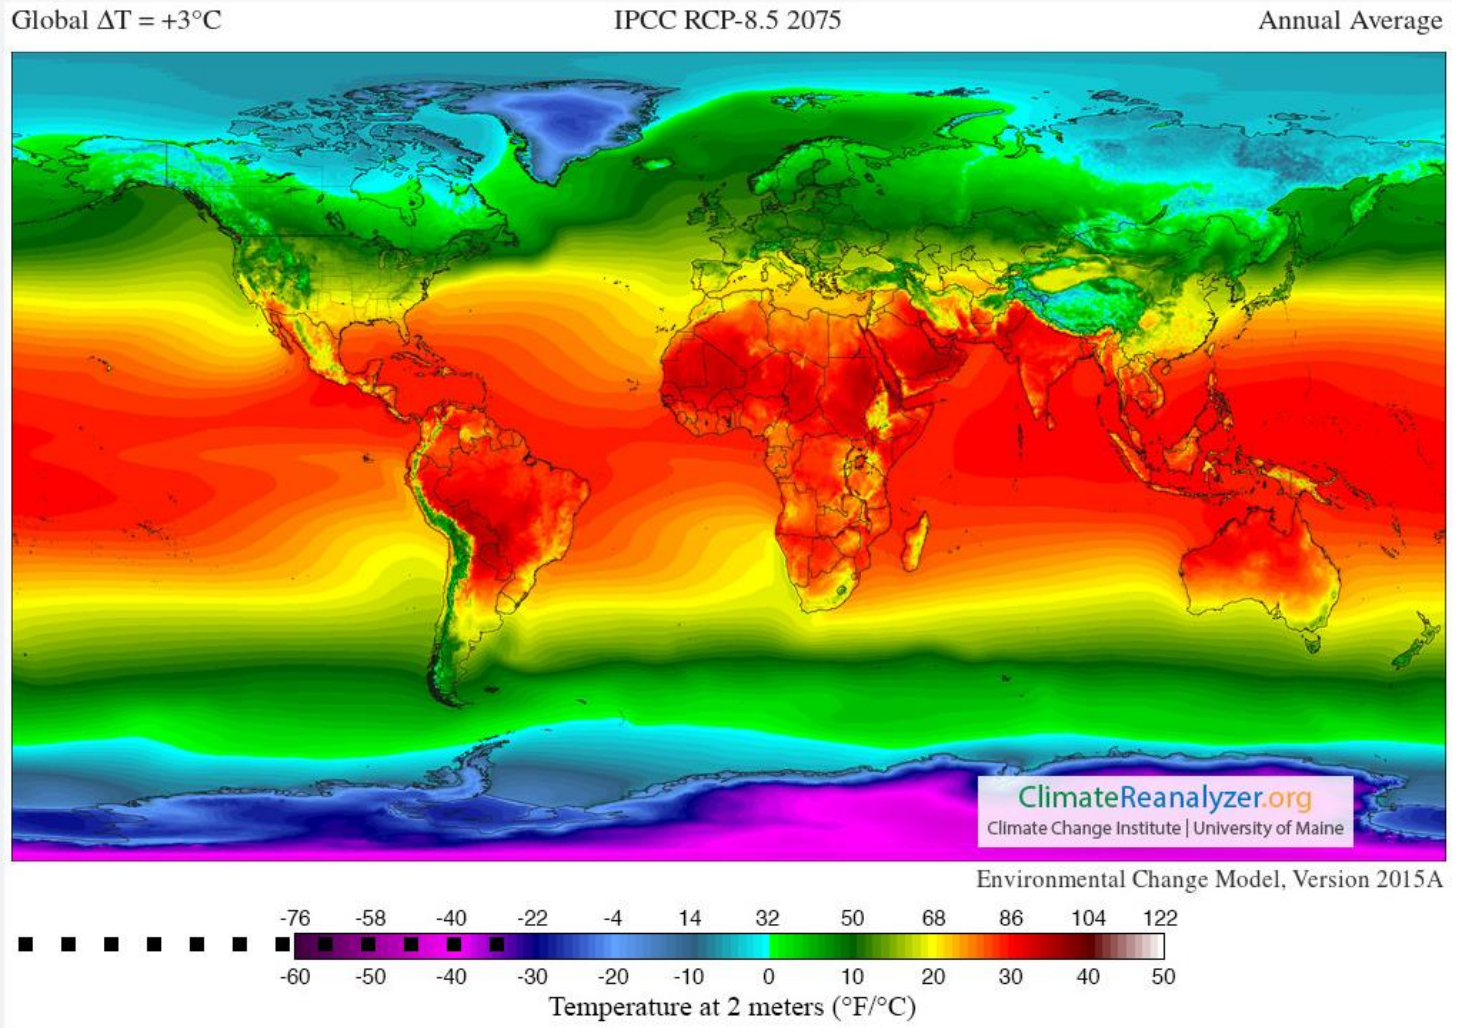 Global ΔT = +3°C IPCC RCP-8.5 2075 Annual Average
ClimateReanalyzer.org
Climate Change Institute | University of Maine
Environmental Change Model, Version 2015A
-76 -58 -40 -22 -4 14 32 50 68 86 104 122
-60 -50 -40 -30 -20 -10 0 10 20 30 40 50
Temperature at 2 meters (°F/°C)